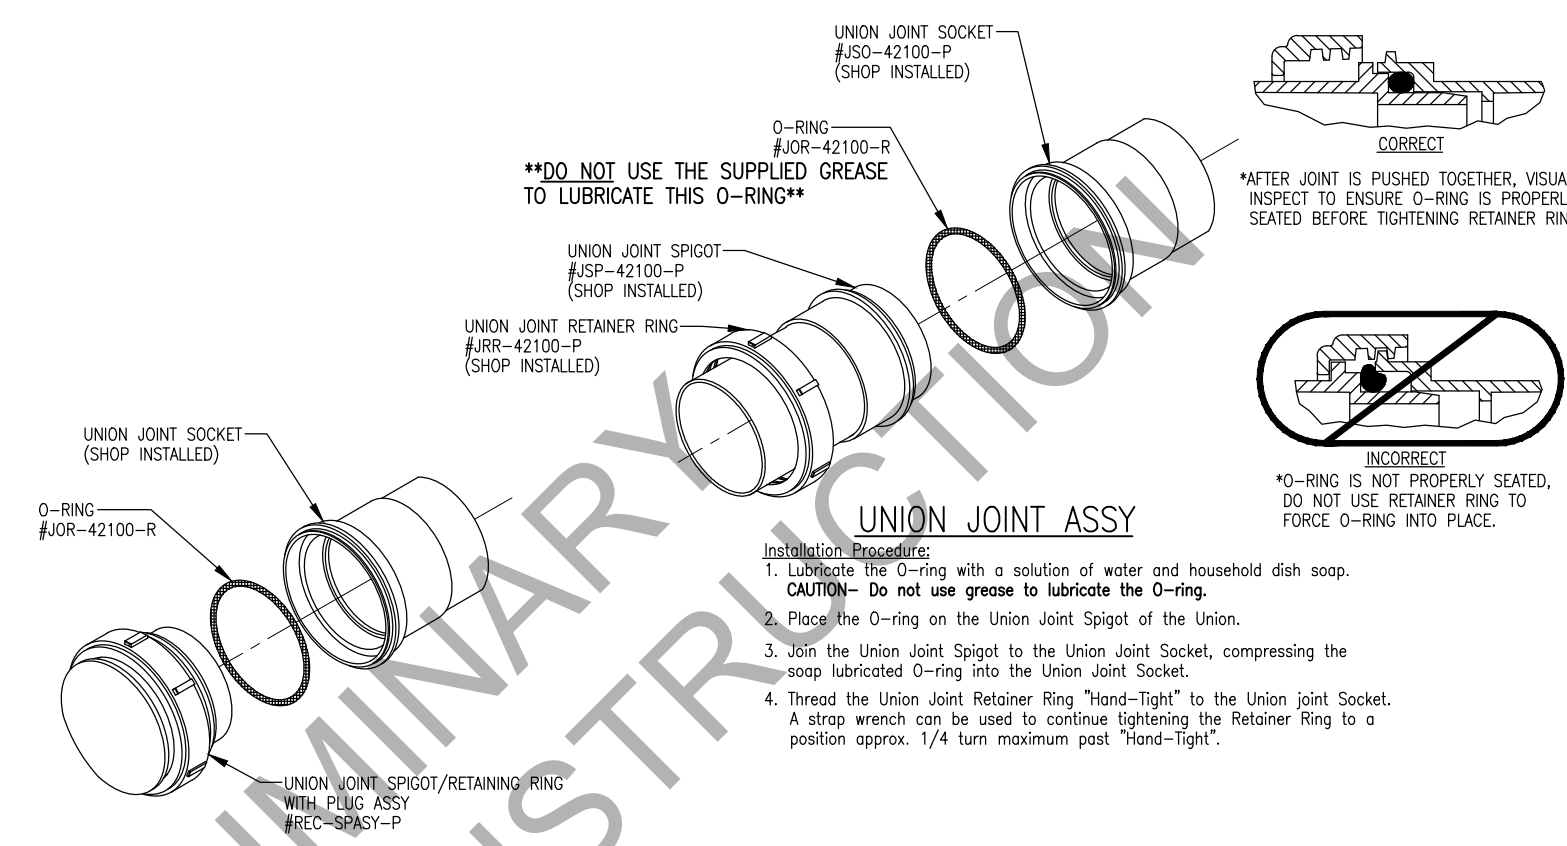 UNION JOINT SOCKET
#JSO-42100-P
(SHOP INSTALLED)
O-RING
#JOR-42100-R
**DO NOT USE THE SUPPLIED GREASE
TO LUBRICATE THIS O-RING**
UNION JOINT SPIGOT
#JSP-42100-P
(SHOP INSTALLED)
UNION JOINT RETAINER RING
#JRR-42100-P
(SHOP INSTALLED)
CORRECT
*AFTER JOINT IS PUSHED TOGETHER, VISUA
INSPECT TO ENSURE O-RING IS PROPERL
SEATED BEFORE TIGHTENING RETAINER RIN
INCORRECT
*O-RING IS NOT PROPERLY SEATED,
DO NOT USE RETAINER RING TO
FORCE O-RING INTO PLACE.
UNION JOINT SOCKET
(SHOP INSTALLED)
O-RING
#JOR-42100-R
UNION JOINT SPIGOT/RETAINING RING
WITH PLUG ASSY
#REC-SPASY-P
UNION JOINT ASSY
Installation Procedure:
1. Lubricate the O-ring with a solution of water and household dish soap.
CAUTION- Do not use grease to lubricate the O-ring.
2. Place the O-ring on the Union Joint Spigot of the Union.
3. Join the Union Joint Spigot to the Union Joint Socket, compressing the
soap lubricated O-ring into the Union Joint Socket.
4. Thread the Union Joint Retainer Ring "Hand-Tight" to the Union joint Socket.
A strap wrench can be used to continue tightening the Retainer Ring to a
position approx. 1/4 turn maximum past "Hand-Tight".
IMINARY
NSTRUCTION